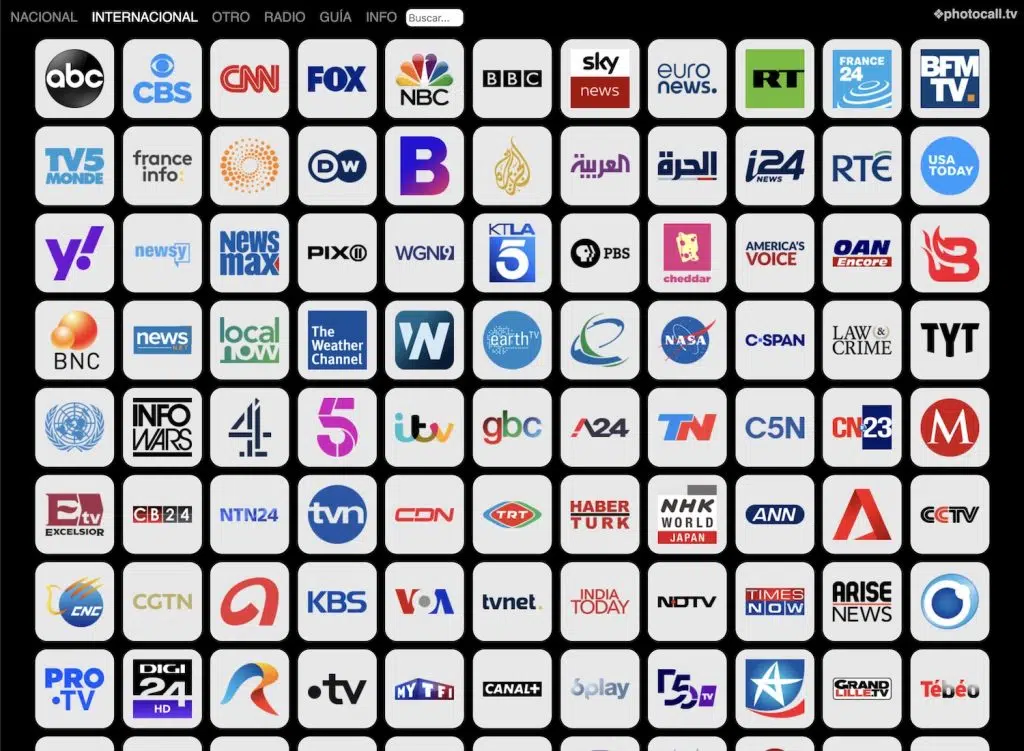 NACIONAL INTERNACIONAL OTRO RADIO GUÍA INFO Buscar... photocall.tv
abc CBS CNN FOX NBC BBC sky news euro news. RT FRANCE 24 BFM TV.
TV5 MONDE france info: DW B العربية الحرة i24 NEWS RTÉ USA TODAY
y! newsy news max PIX11 WGN9 KTLA 5 PBS cheddar AMERICA'S VOICE OAN Encore B
BNC news NET local now The Weather Channel W earthTV NASA C-SPAN LAW & CRIME TYT
INFO WARS 4 5 itv gbc A24 TN C5N CN23 M
Etv EXCELSIOR CB24 NTN24 tvn CDN TRT HABER TURK NHK WORLD JAPAN ANN CCTV
CNC CGTN a KBS VOA tvnet. INDIA TODAY NDTV TIMES NOW ARISE NEWS
PRO •TV DIGI 24 HD •tv MYTF1 CANAL+ 6play D5 TV GRAND LILLE.TV Tébéo